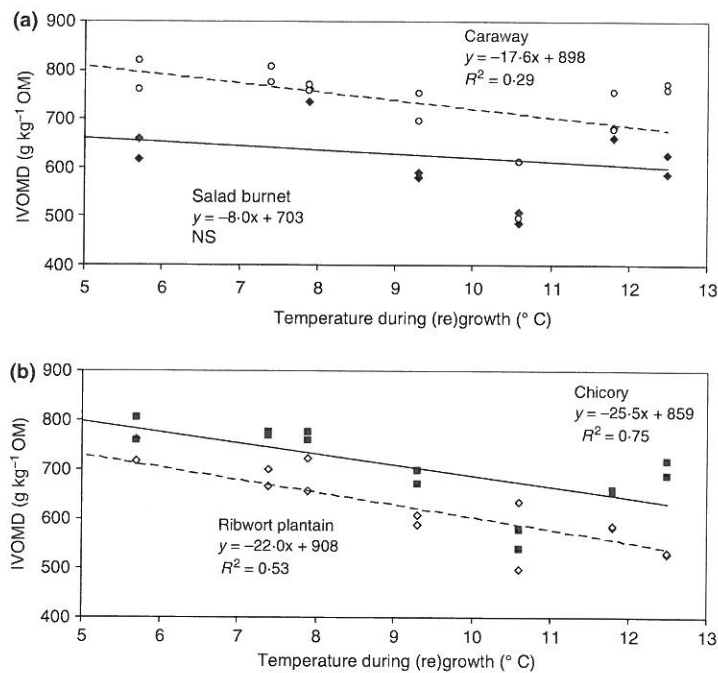 (a)
900
800
700
600
500
400
IVOMD (g kg⁻¹ OM)
Caraway
y = –17·6x + 898
R² = 0·29
Salad burnet
y = –8·0x + 703
NS
5 6 7 8 9 10 11 12 13
Temperature during (re)growth (° C)
(b)
900
800
700
600
500
400
IVOMD (g kg⁻¹ OM)
Chicory
y = –25·5x + 859
R² = 0·75
Ribwort plantain
y = –22·0x + 908
R² = 0·53
5 6 7 8 9 10 11 12 13
Temperature during (re)growth (° C)